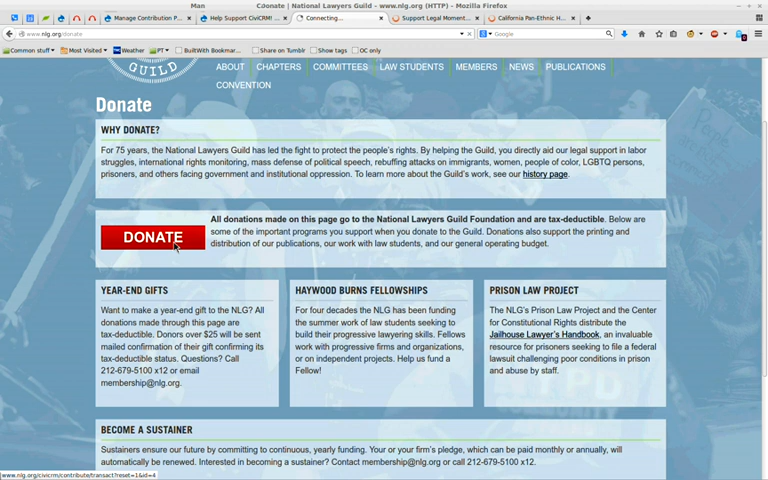 Man
Donate - National Lawyers Guild - www.nlg.org (HTTP) - Mozilla Firefox
Manage Contribution P...
Help Support CiviCRM! ...
Connecting...
Support Legal Moment...
California Pan-Ethnic H...
www.nlg.org/donate
Google
Common stuff
Most Visited
Weather
PT
BuiltWith Bookmar...
Share on Tumblr
Show tags
OC only
GUILD
ABOUT CHAPTERS COMMITTEES LAW STUDENTS MEMBERS NEWS PUBLICATIONS
CONVENTION
Donate
WHY DONATE?
For 75 years, the National Lawyers Guild has led the fight to protect the people's rights. By helping the Guild, you directly aid our legal support in labor
struggles, international rights monitoring, mass defense of political speech, rebuffing attacks on immigrants, women, people of color, LGBTQ persons,
prisoners, and others facing government and institutional oppression. To learn more about the Guild's work, see our history page.
DONATE
All donations made on this page go to the National Lawyers Guild Foundation and are tax-deductible. Below are
some of the important programs you support when you donate to the Guild. Donations also support the printing and
distribution of our publications, our work with law students, and our general operating budget.
YEAR-END GIFTS
Want to make a year-end gift to the NLG? All
donations made through this page are
tax-deductible. Donors over $25 will be sent
mailed confirmation of their gift confirming its
tax-deductible status. Questions? Call
212-679-5100 x12 or email
membership@nlg.org.
HAYWOOD BURNS FELLOWSHIPS
For four decades the NLG has been funding
the summer work of law students seeking to
build their progressive lawyering skills. Fellows
work with progressive firms and organizations,
or on independent projects. Help us fund a
Fellow!
PRISON LAW PROJECT
The NLG's Prison Law Project and the Center
for Constitutional Rights distribute the
Jailhouse Lawyer's Handbook, an invaluable
resource for prisoners seeking to file a federal
lawsuit challenging poor conditions in prison
and abuse by staff.
BECOME A SUSTAINER
Sustainers ensure our future by committing to continuous, yearly funding. Your or your firm's pledge, which can be paid monthly or annually, will
automatically be renewed. Interested in becoming a sustainer? Contact membership@nlg.org or call 212-679-5100 x12.
www.nlg.org/civicrm/contribute/transact?reset=1&id=4